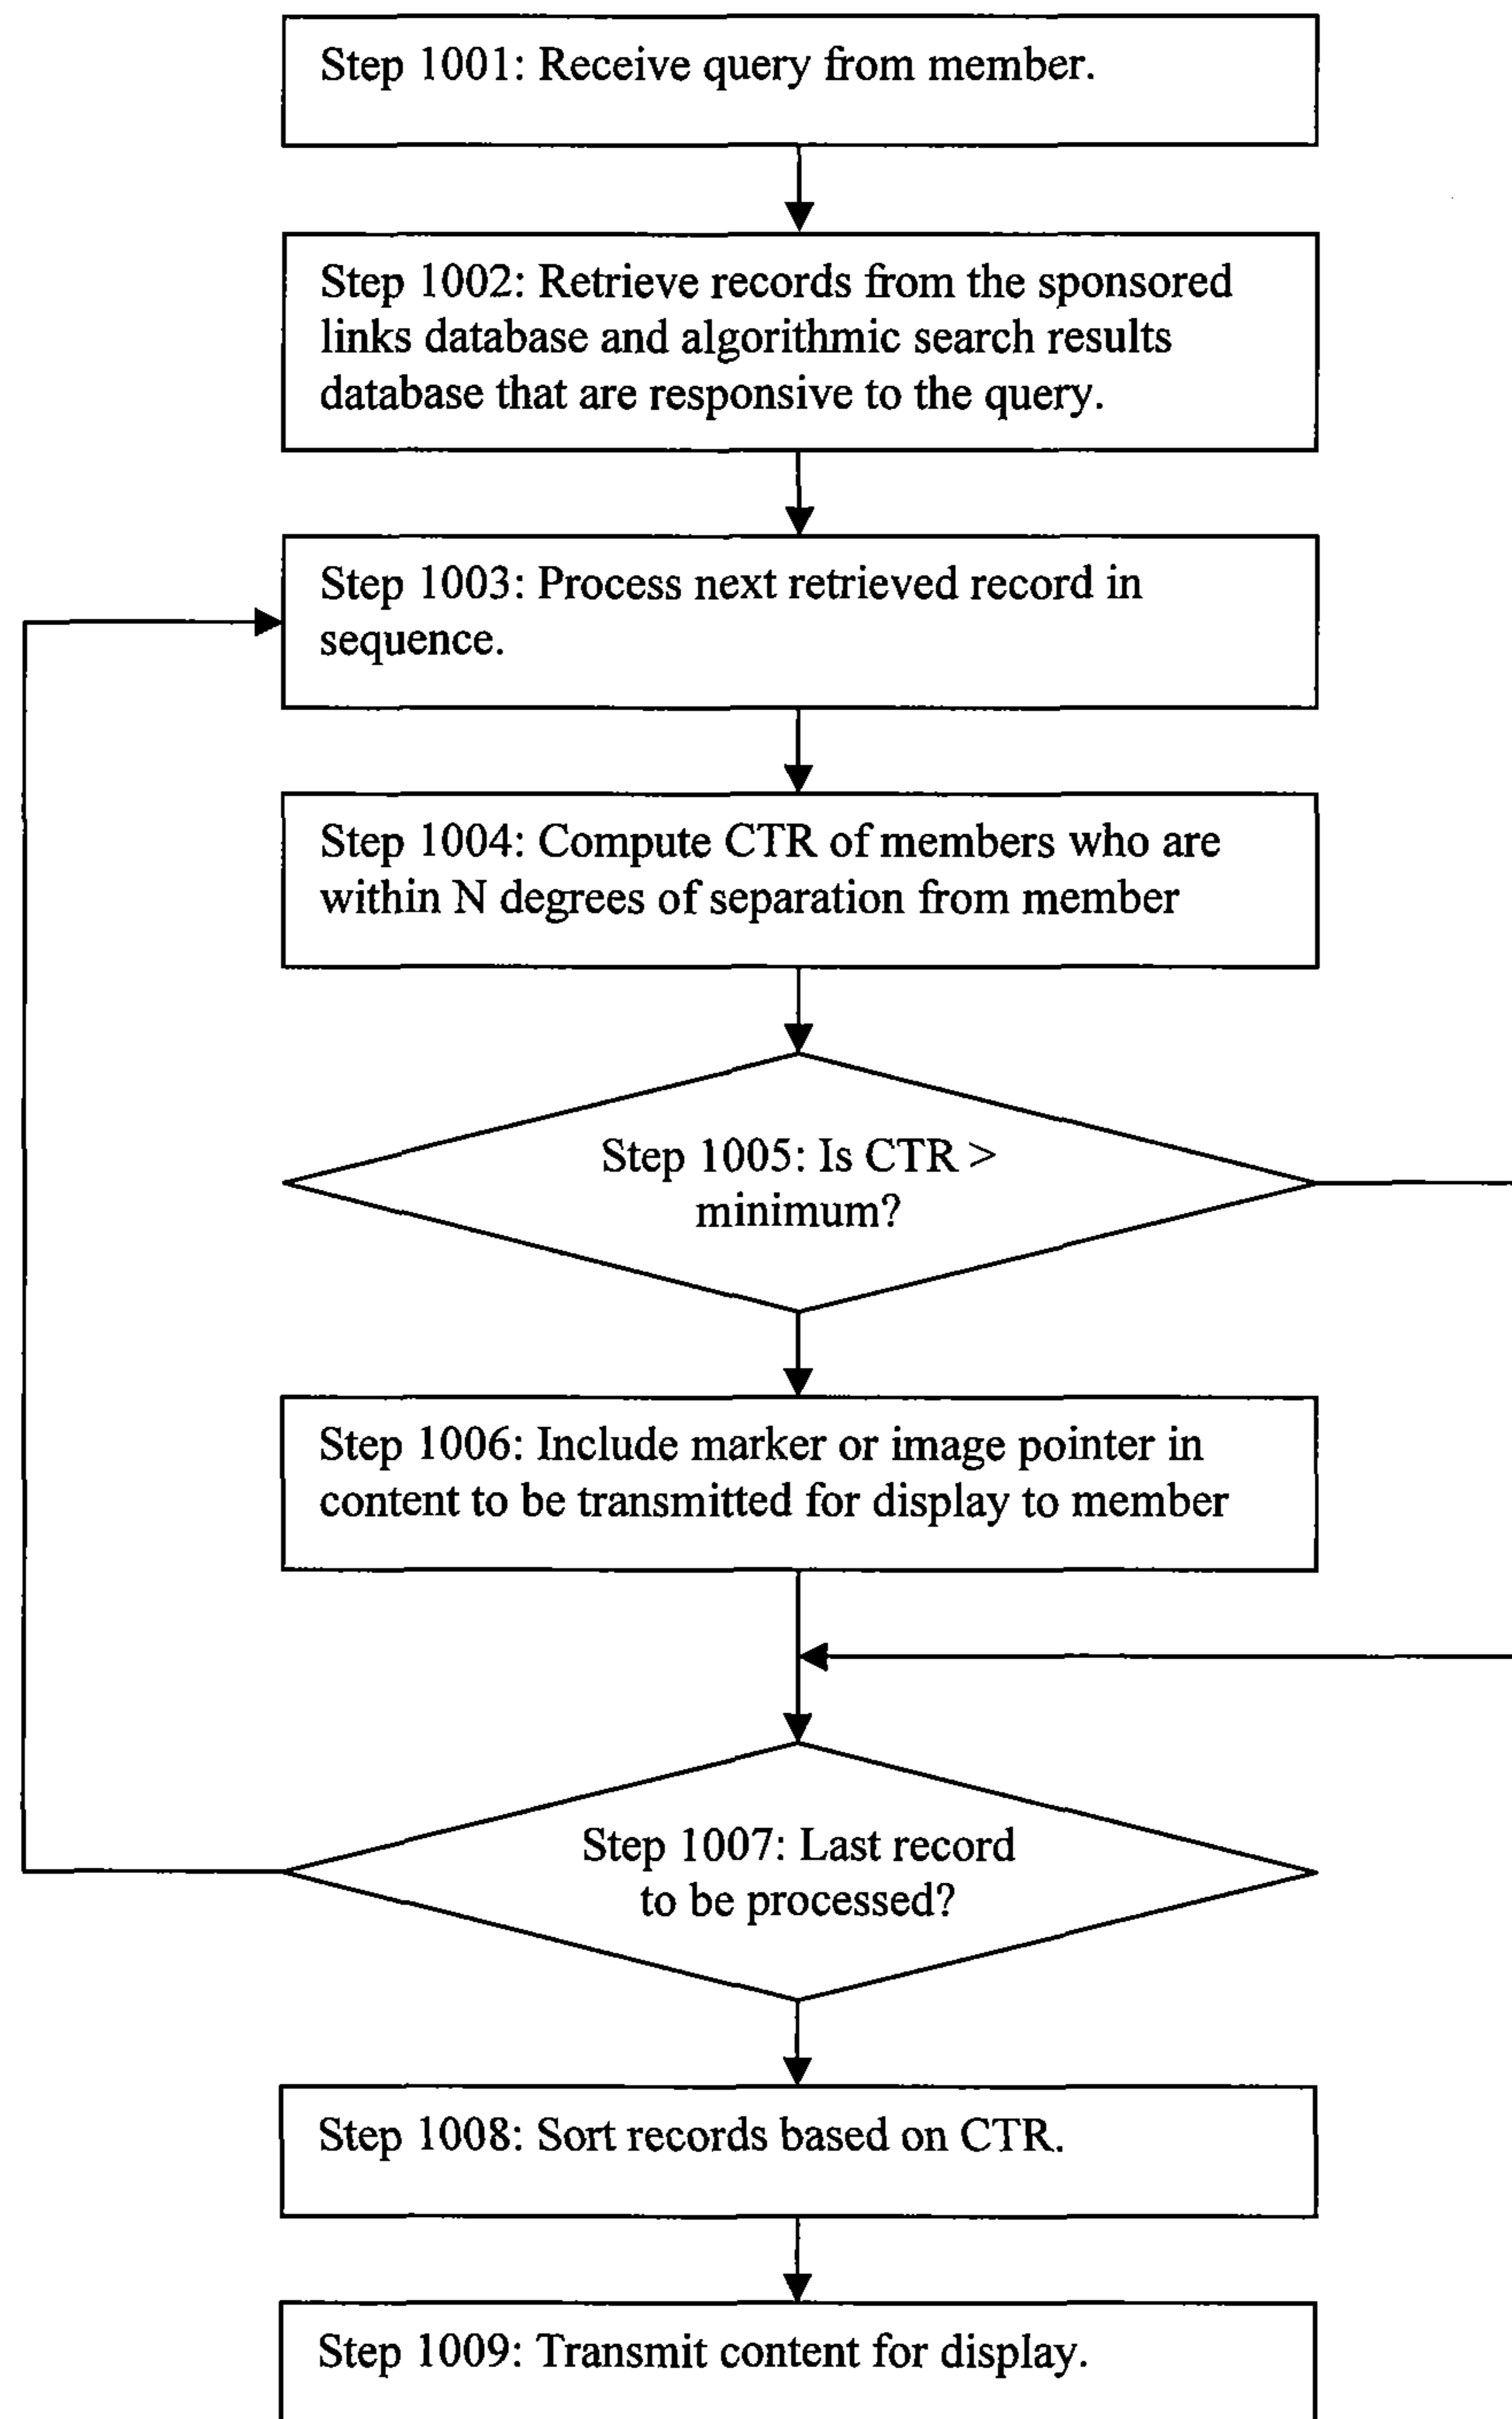 Step 1001: Receive query from member.
Step 1002: Retrieve records from the sponsored
links database and algorithmic search results
database that are responsive to the query.
Step 1003: Process next retrieved record in
sequence.
Step 1004: Compute CTR of members who are
within N degrees of separation from member
Step 1005: Is CTR >
minimum?
Step 1006: Include marker or image pointer in
content to be transmitted for display to member
Step 1007: Last record
to be processed?
Step 1008: Sort records based on CTR.
Step 1009: Transmit content for display.